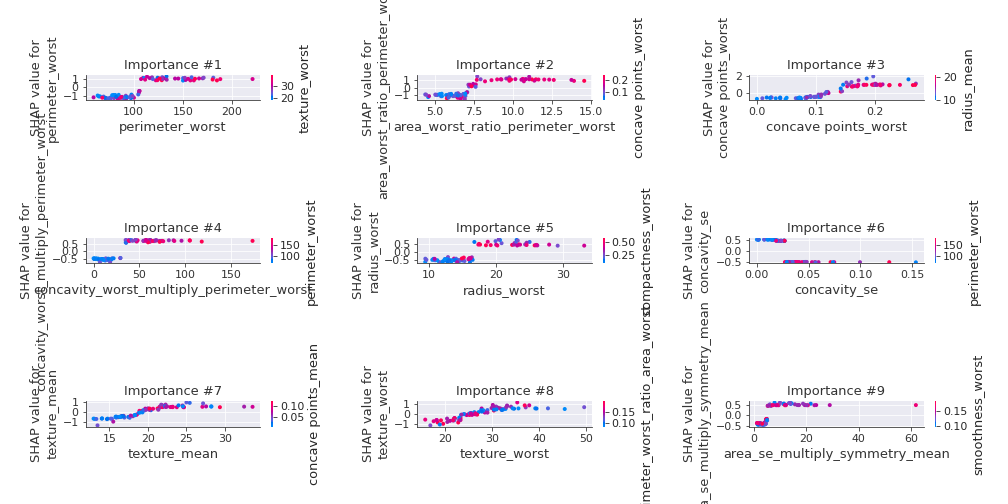 Importance #1
SHAP value for
perimeter_worst
1
0
−1
100
150
200
perimeter_worst
30
20
texture_worst
Importance #2
SHAP value for
area_worst_ratio_perimeter_wo
1
0
−1
5.0
7.5
10.0
12.5
15.0
area_worst_ratio_perimeter_worst
0.2
0.1
concave points_worst
Importance #3
SHAP value for
concave points_worst
2
0
0.0
0.1
0.2
concave points_worst
20
10
radius_mean
Importance #4
SHAP value for
concavity_worst_multiply_perimeter_worst
0.5
0.0
−0.5
0
50
100
150
concavity_worst_multiply_perimeter_worst
150
100
perimeter_worst
Importance #5
SHAP value for
radius_worst
0.5
0.0
−0.5
10
20
30
radius_worst
0.50
0.25
compactness_worst
Importance #6
SHAP value for
concavity_se
0.5
0.0
−0.5
0.00
0.05
0.10
0.15
concavity_se
150
100
perimeter_worst
Importance #7
SHAP value for
texture_mean
1
0
−1
15
20
25
30
texture_mean
0.10
0.05
concave points_mean
Importance #8
SHAP value for
texture_worst
1
0
−1
20
30
40
50
texture_worst
0.15
0.10
imeter_worst_ratio_area_worst
Importance #9
SHAP value for
a_se_multiply_symmetry_mean
0.5
0.0
−0.5
0
20
40
60
area_se_multiply_symmetry_mean
0.15
0.10
smoothness_worst